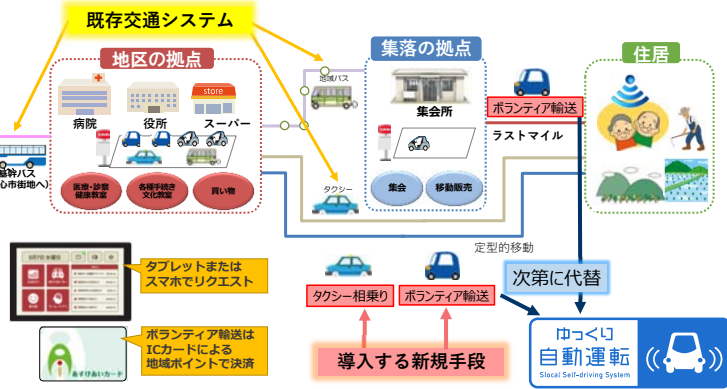 既存交通システム
地区の拠点
集落の拠点
住居
病院
役所
store
スーパー
地域バス
集会所
ボランティア輸送
ラストマイル
基幹バス
心市街地へ)
医療・診察
健康教室
各種手続き
文化教室
買い物
タクシー
集会
移動販売
定型的移動
タブレットまたは
スマホでリクエスト
タクシー相乗り
ボランティア輸送
次第に代替
ボランティア輸送は
ICカードによる
地域ポイントで決済
あすけあいカード
導入する新規手段
ゆっくり
自動運転
Slocal Self-driving System